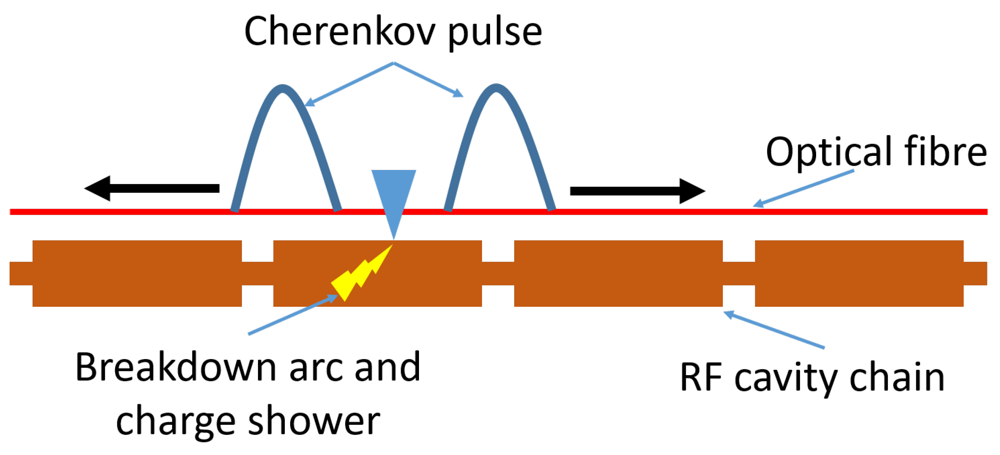 Cherenkov pulse
Optical fibre
Breakdown arc and
charge shower
RF cavity chain